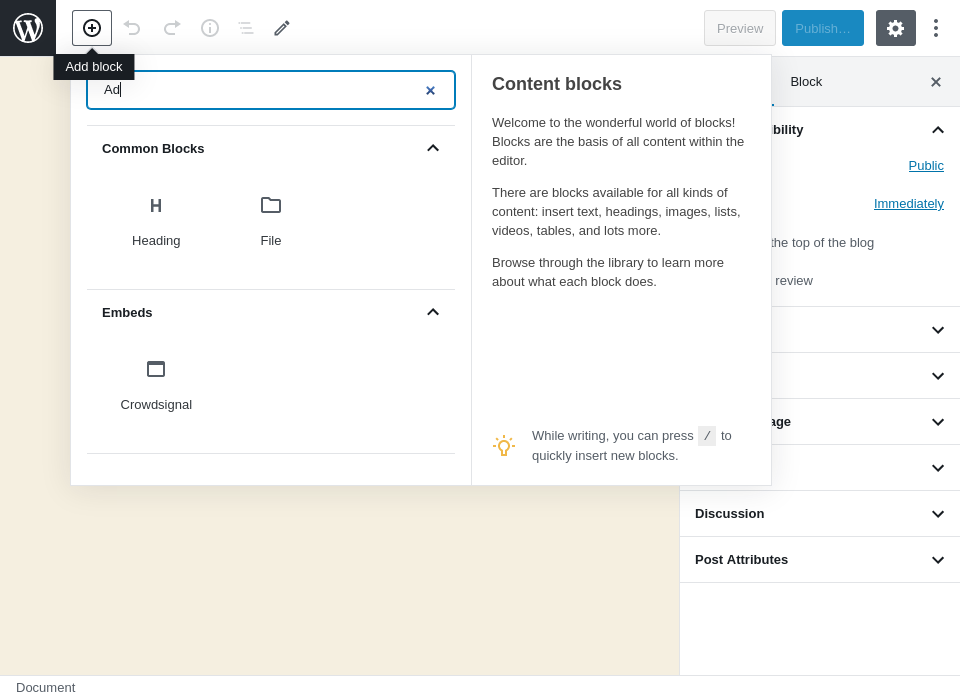 Preview
Publish…
Add block
Ad
Common Blocks
Heading
File
Embeds
Crowdsignal
Content blocks
Welcome to the wonderful world of blocks!
Blocks are the basis of all content within the
editor.
There are blocks available for all kinds of
content: insert text, headings, images, lists,
videos, tables, and lots more.
Browse through the library to learn more
about what each block does.
While writing, you can press / to
quickly insert new blocks.
Block
Public
Immediately
the top of the blog
review
Discussion
Post Attributes
Document